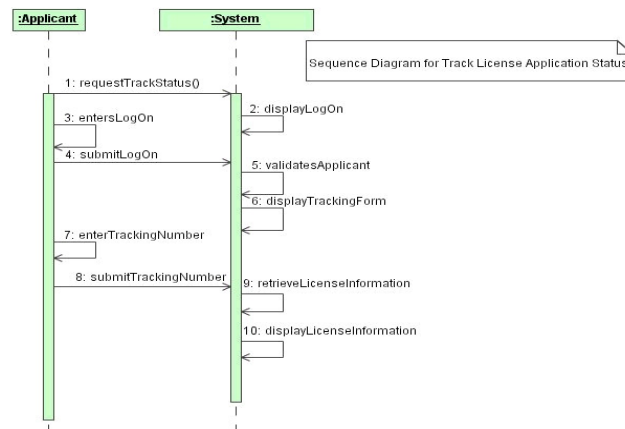 :Applicant
:System
Sequence Diagram for Track License Application Status
1: requestTrackStatus()
2: displayLogOn
3: entersLogOn
4: submitLogOn
5: validatesApplicant
6: displayTrackingForm
7: enterTrackingNumber
8: submitTrackingNumber
9: retrieveLicenseInformation
10: displayLicenseInformation